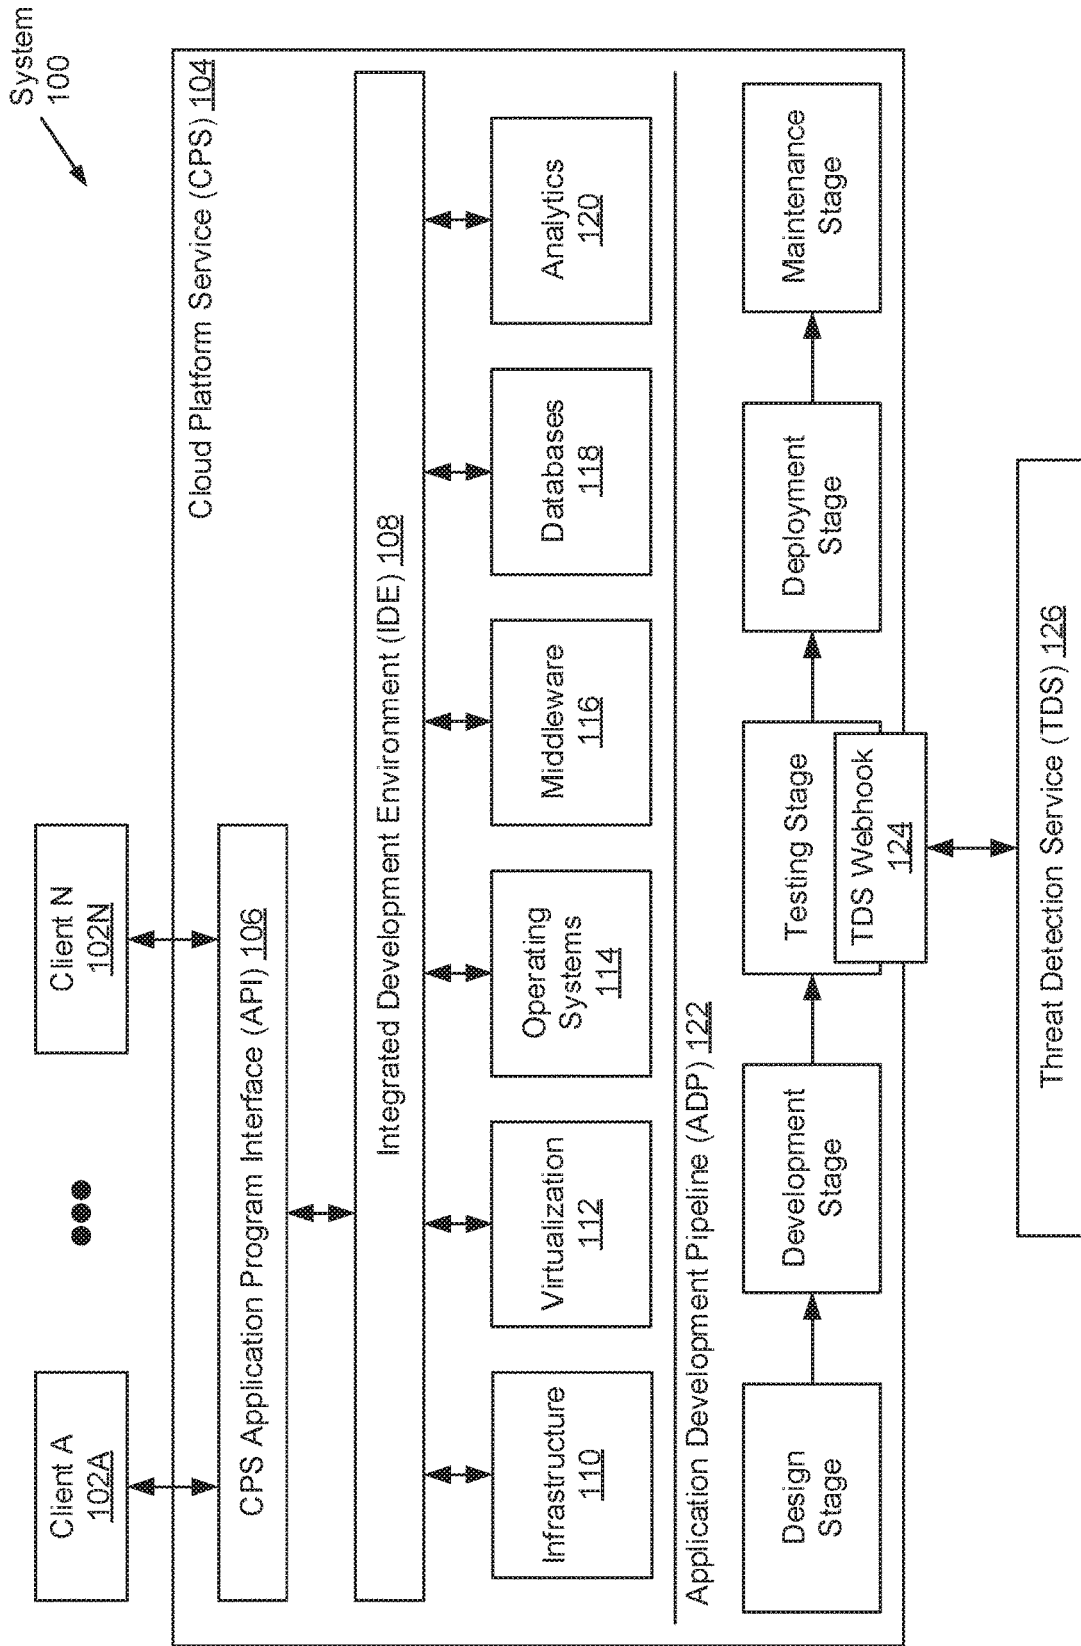 System
100
Client A
102A
Client N
102N
Cloud Platform Service (CPS) 104
CPS Application Program Interface (API) 106
Integrated Development Environment (IDE) 108
Infrastructure
110
Virtualization
112
Operating
Systems
114
Middleware
116
Databases
118
Analytics
120
Application Development Pipeline (ADP) 122
Design
Stage
Development
Stage
Testing Stage
TDS Webhook
124
Deployment
Stage
Maintenance
Stage
Threat Detection Service (TDS) 126